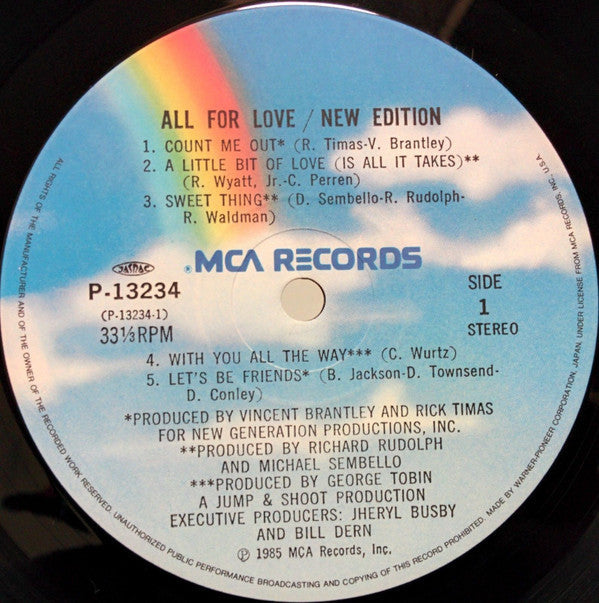 ALL FOR LOVE / NEW EDITION
1. COUNT ME OUT* (R. Timas-V. Brantley)
2. A LITTLE BIT OF LOVE (IS ALL IT TAKES)**
(R. Wyatt, Jr.-C. Perren)
3. SWEET THING** (D. Sembello-R. Rudolph-
R. Waldman)
JASRAC
®MCA RECORDS
P-13234
(P-13234-1)
33⅓RPM
SIDE
1
STEREO
4. WITH YOU ALL THE WAY*** (C. Wurtz)
5. LET'S BE FRIENDS* (B. Jackson-D. Townsend-
D. Conley)
*PRODUCED BY VINCENT BRANTLEY AND RICK TIMAS
FOR NEW GENERATION PRODUCTIONS, INC.
**PRODUCED BY RICHARD RUDOLPH
AND MICHAEL SEMBELLO
***PRODUCED BY GEORGE TOBIN
A JUMP & SHOOT PRODUCTION
EXECUTIVE PRODUCERS: JHERYL BUSBY
AND BILL DERN
℗ 1985 MCA Records, Inc.
ALL RIGHTS OF THE MANUFACTURER AND OF THE OWNER OF THE RECORDED WORK RESERVED. UNAUTHORIZED PUBLIC PERFORMANCE BROADCASTING AND COPYING OF THIS RECORD PROHIBITED. MADE BY WARNER-PIONEER CORPORATION, JAPAN, UNDER LICENSE FROM MCA RECORDS, INC. U.S.A.